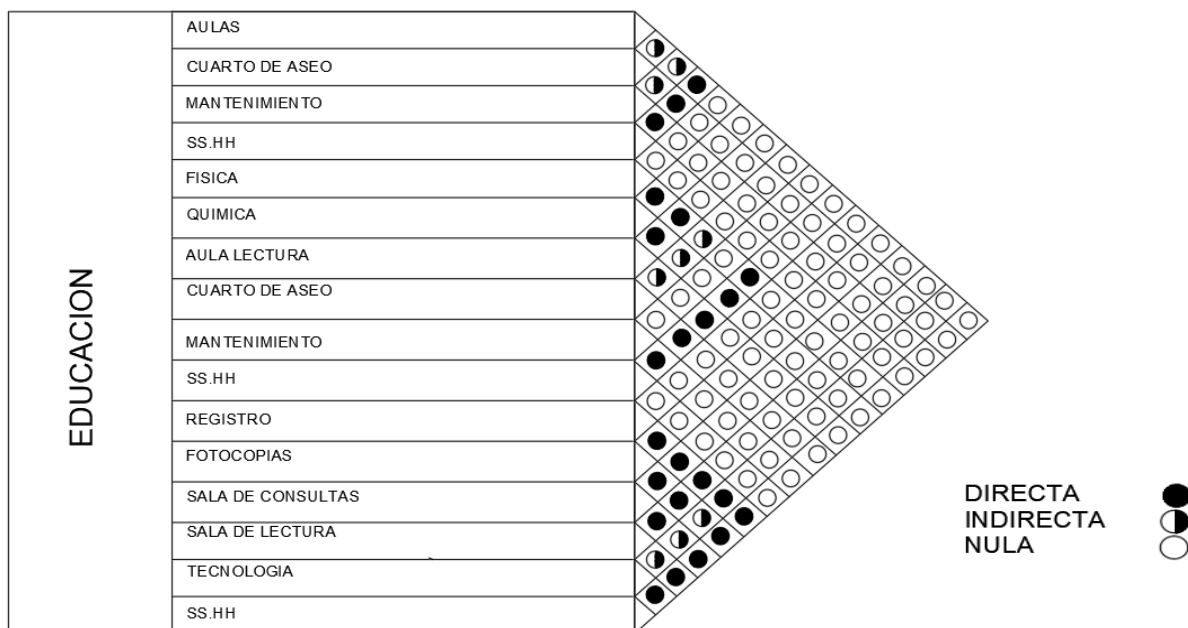 EDUCACION
AULAS
CUARTO DE ASEO
MANTENIMIENTO
SS.HH
FISICA
QUIMICA
AULA LECTURA
CUARTO DE ASEO
MANTENIMIENTO
SS.HH
REGISTRO
FOTOCOPIAS
SALA DE CONSULTAS
SALA DE LECTURA
TECNOLOGIA
SS.HH
DIRECTA
INDIRECTA
NULA